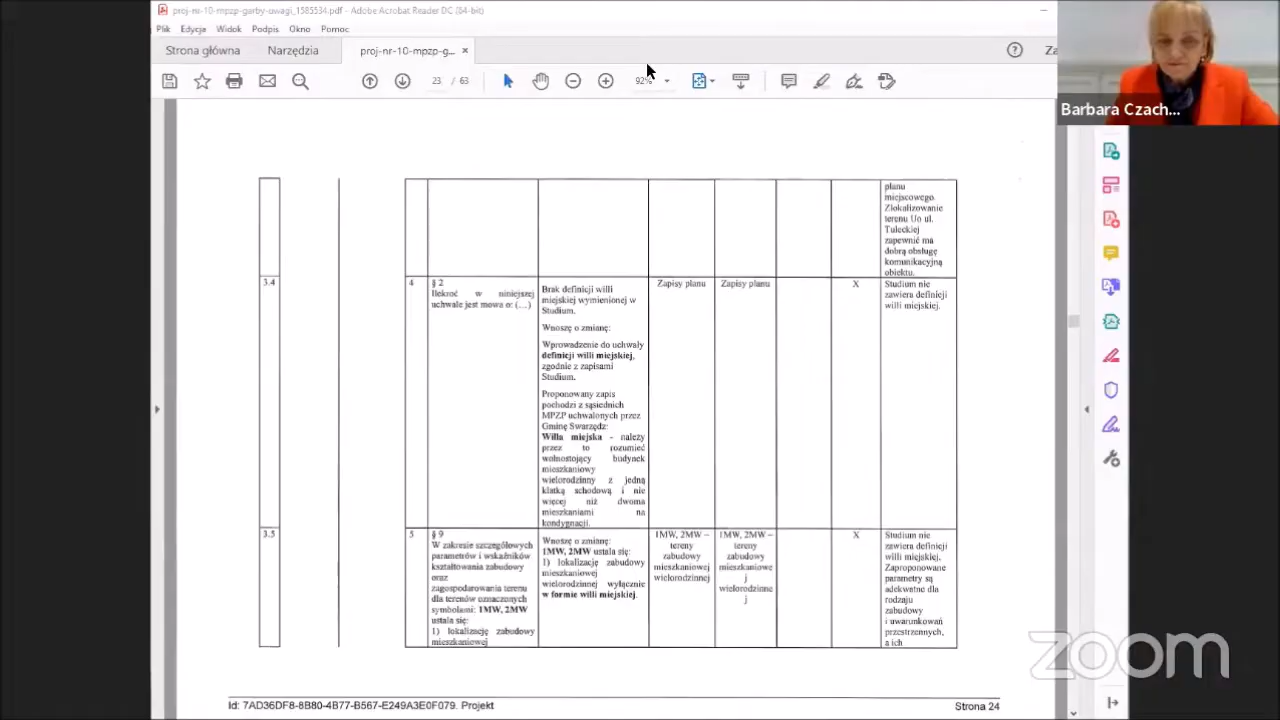 proj-nr-10-mpzp-garby-uwagi_1585534.pdf - Adobe Acrobat Reader DC (64-bit)
Plik Edycja Widok Podpis Okno Pomoc
Strona główna Narzędzia proj-nr-10-mpzp-g... × Za
23 / 63 92%
Barbara Czach...
planu
miejscowego.
Zlokalizowanie
terenu Uo ul.
Tuleckiej
zapewnić ma
dobrą obsługę
komunikacyjną
obiektu.
3.4
4
§ 2
Ilekroć w niniejszej
uchwale jest mowa o: (…)
Brak definicji willi
miejskiej wymienionej w
Studium.
Wnoszę o zmianę:
Wprowadzenie do uchwały
definicji willi miejskiej,
zgodnie z zapisami
Studium.
Proponowany zapis
pochodzi z sąsiednich
MPZP uchwalonych przez
Gminę Swarzędz:
Willa miejska - należy
przez to rozumieć
wolnostojący budynek
mieszkaniowy
wielorodzinny z jedną
klatką schodową i nie
więcej niż dwoma
mieszkaniami na
kondygnacji.
Zapisy planu
Zapisy planu
X
Studium nie
zawiera definicji
willi miejskiej.
3.5
5
§ 9
W zakresie szczegółowych
parametrów i wskaźników
kształtowania zabudowy
oraz
zagospodarowania terenu
dla terenów oznaczonych
symbolami: 1MW, 2MW
ustala się:
1) lokalizację zabudowy
mieszkaniowej
Wnoszę o zmianę:
1MW, 2MW ustala się:
1) lokalizację zabudowy
mieszkaniowej
wielorodzinnej wyłącznie
w formie willi miejskiej.
1MW, 2MW –
tereny
zabudowy
mieszkaniowej
wielorodzinnej
1MW, 2MW –
tereny
zabudowy
mieszkaniowe
j
wielorodzinne
j
X
Studium nie
zawiera definicji
willi miejskiej.
Zaproponowane
parametry są
adekwatne dla
rodzaju
zabudowy
i uwarunkowań
przestrzennych,
a ich
zoom
Id: 7AD36DF8-8B80-4B77-B567-E249A3E0F079. Projekt
Strona 24